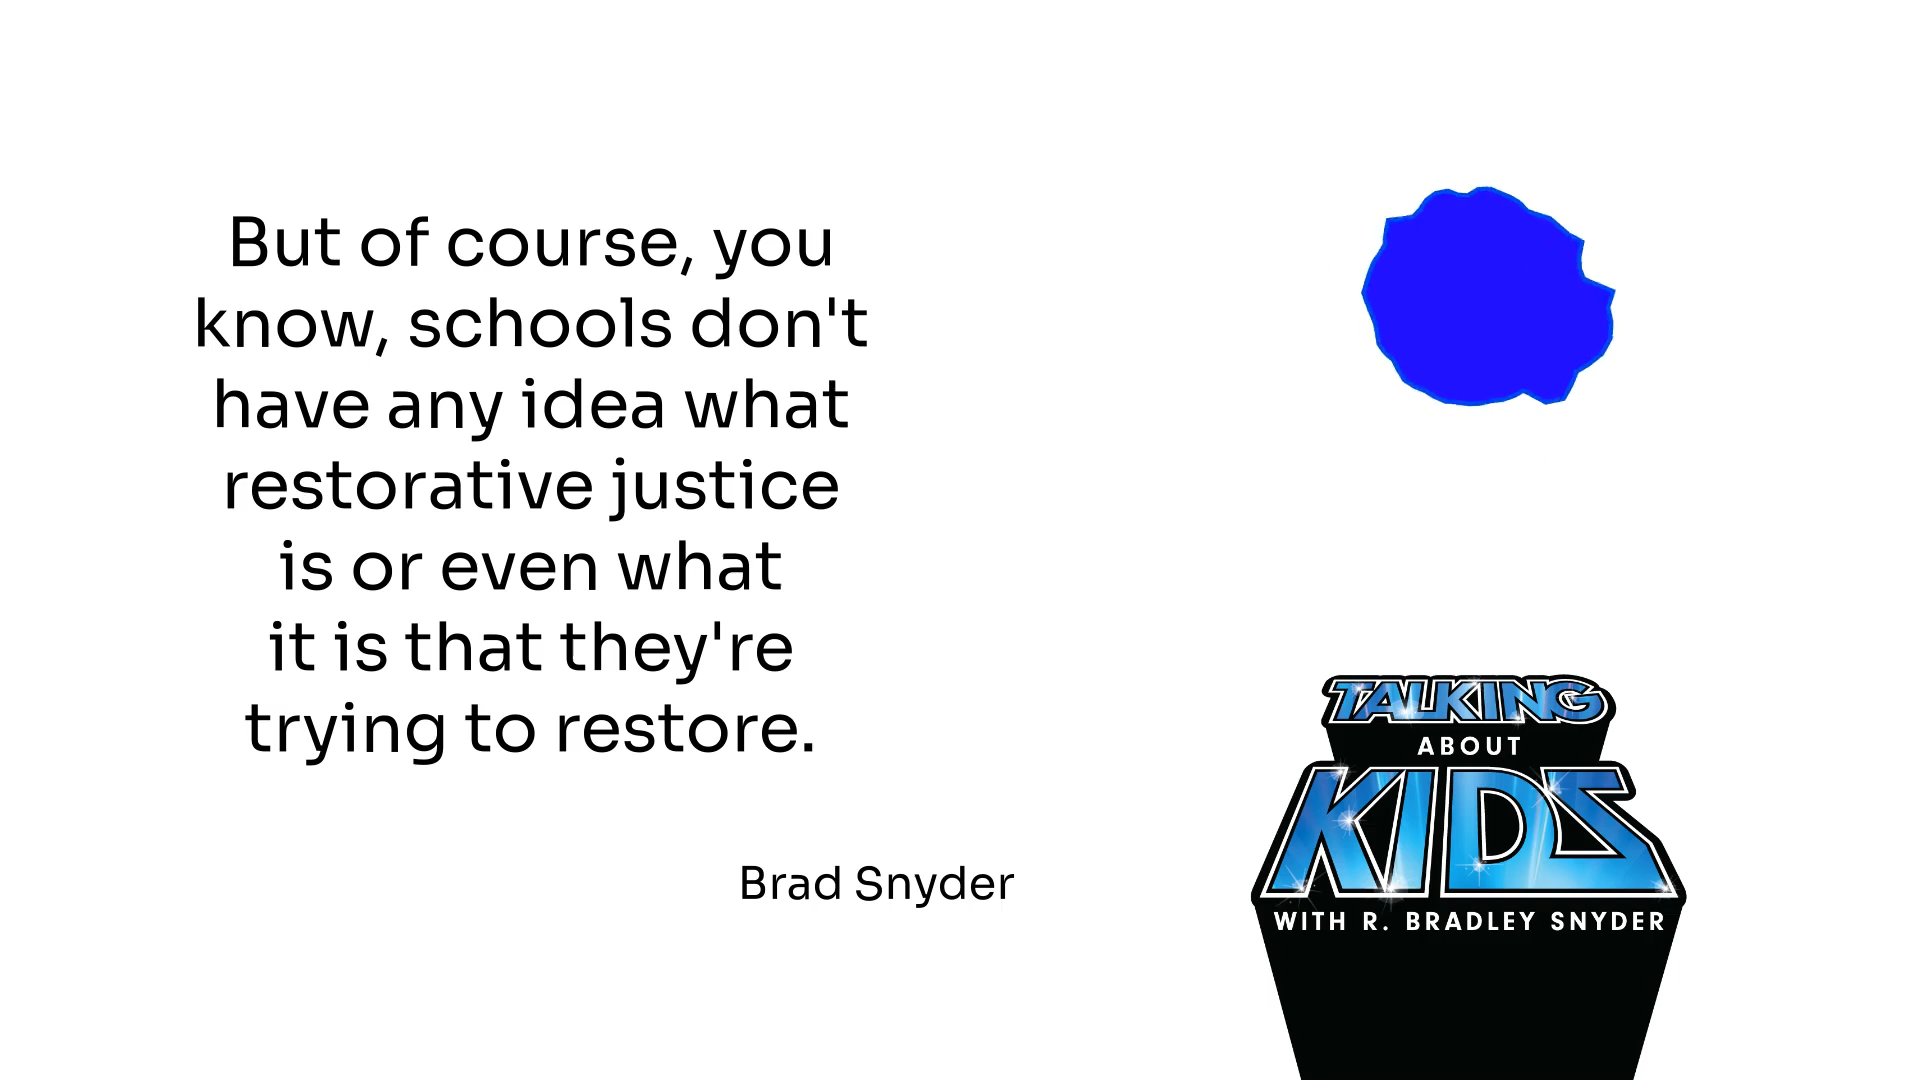 But of course, you
know, schools don't
have any idea what
restorative justice
is or even what
it is that they're
trying to restore.
Brad Snyder
TALKING
ABOUT
KIDS
WITH R. BRADLEY SNYDER